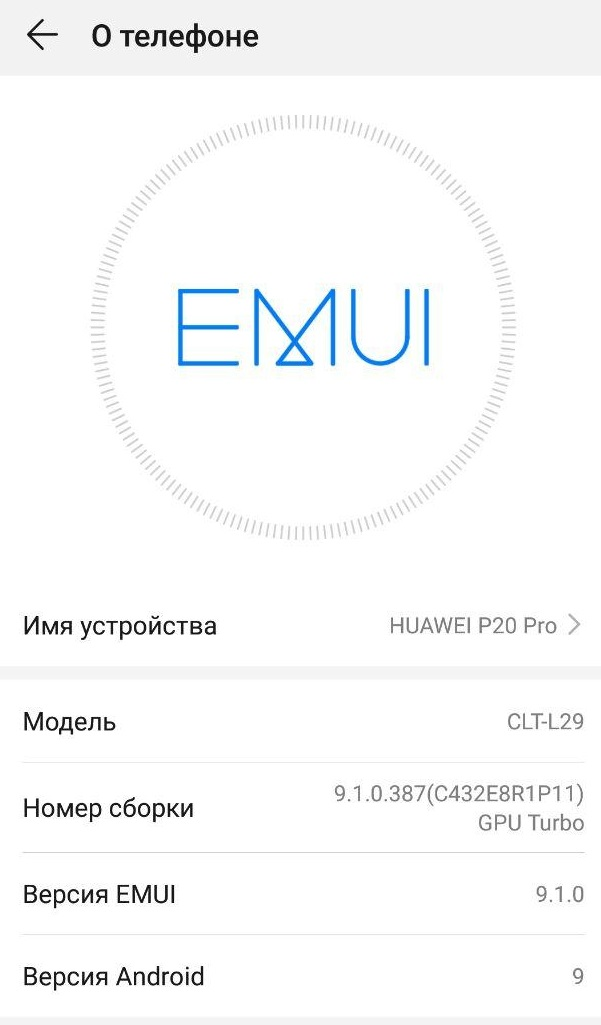 О телефоне
EMUI
Имя устройства HUAWEI P20 Pro
Модель CLT-L29
Номер сборки 9.1.0.387(C432E8R1P11)
GPU Turbo
Версия EMUI 9.1.0
Версия Android 9